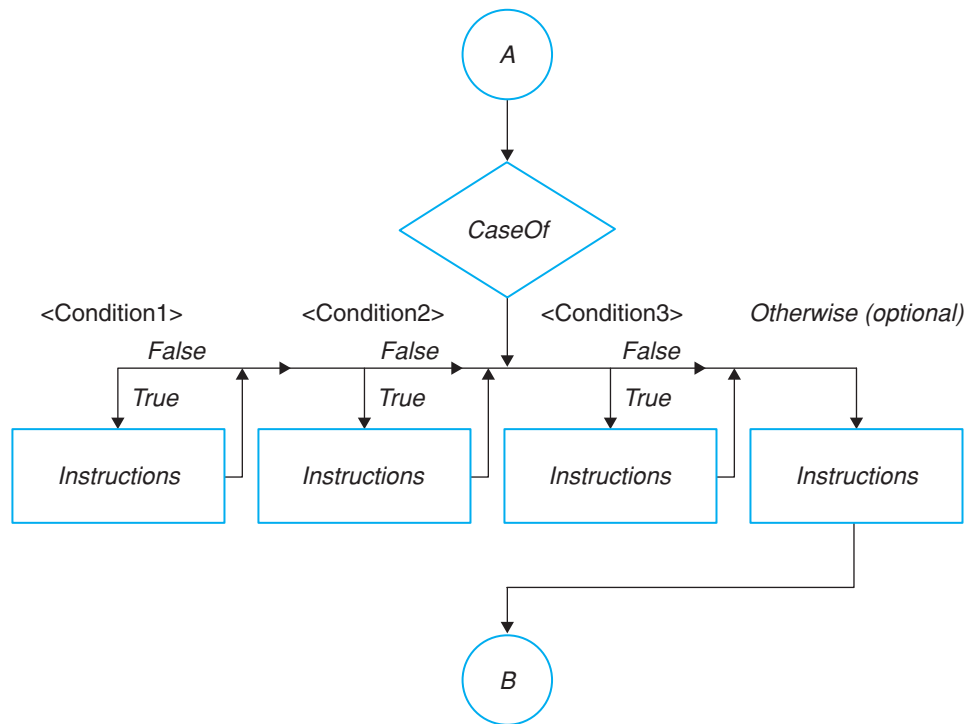 A
CaseOf
<Condition1> <Condition2> <Condition3> Otherwise (optional)
False False False
True True True
Instructions Instructions Instructions Instructions
B